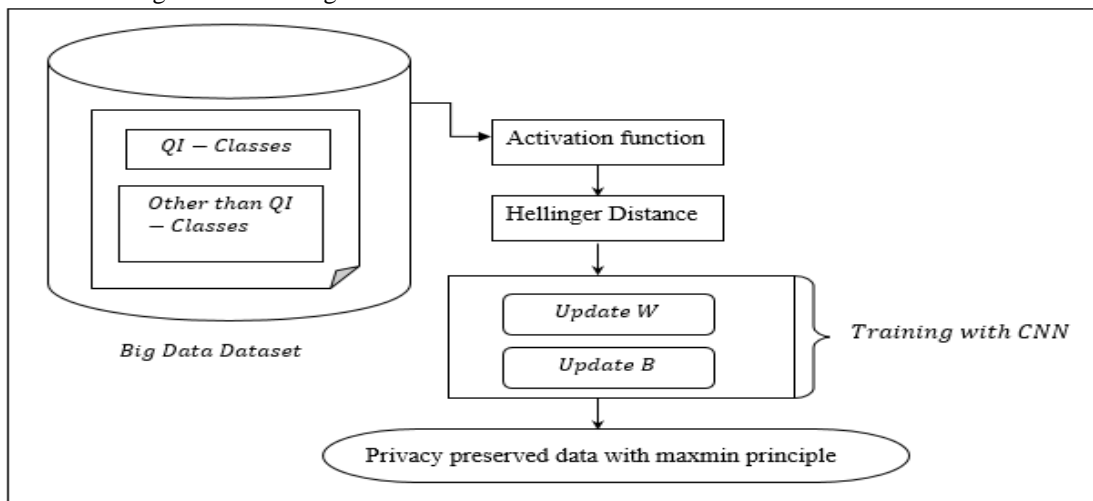 QI – Classes
Other than QI
– Classes
Big Data Dataset
Activation function
Hellinger Distance
Update W
Update B
Training with CNN
Privacy preserved data with maxmin principle